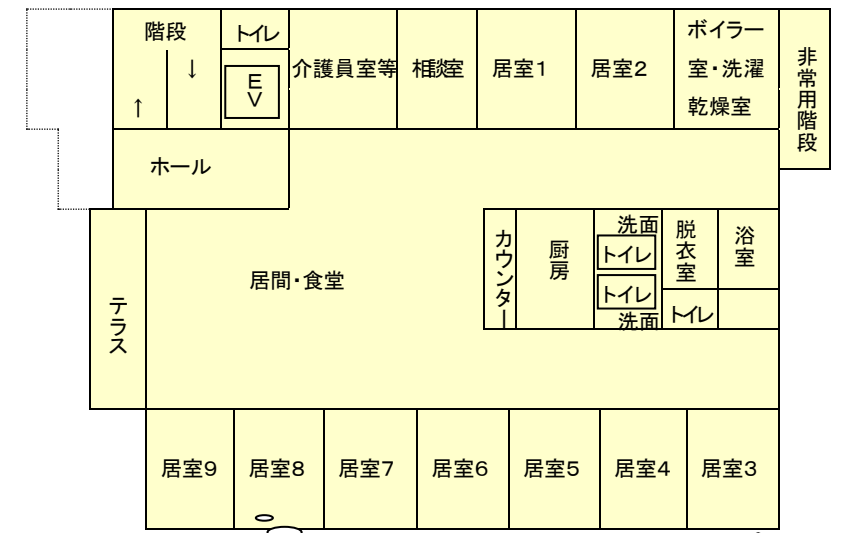 階段
トイレ
ボイラー
↓
EV
介護員室等
相談室
居室1
居室2
室・洗濯
↑
乾燥室
非常用階段
ホール
カウンター
厨房
洗面
トイレ
脱衣室
浴室
居間・食堂
トイレ
テラス
洗面
トイレ
居室9
居室8
居室7
居室6
居室5
居室4
居室3